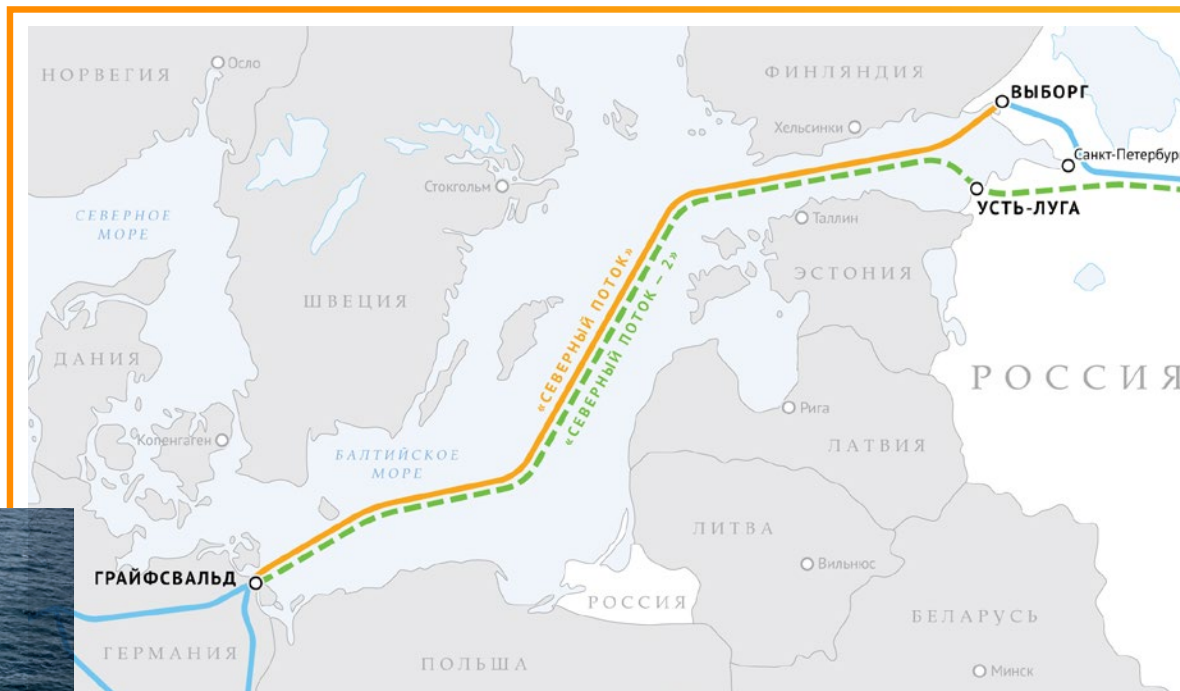 НОРВЕГИЯ
Осло
ФИНЛЯНДИЯ
ВЫБОРГ
Хельсинки
Санкт-Петербург
Стокгольм
УСТЬ-ЛУГА
СЕВЕРНОЕ
МОРЕ
Таллин
ЭСТОНИЯ
ШВЕЦИЯ
«СЕВЕРНЫЙ ПОТОК»
«СЕВЕРНЫЙ ПОТОК – 2»
ДАНИЯ
РОССИЯ
Рига
Копенгаген
ЛАТВИЯ
БАЛТИЙСКОЕ
МОРЕ
ЛИТВА
Вильнюс
ГРАЙФСВАЛЬД
РОССИЯ
БЕЛАРУСЬ
ГЕРМАНИЯ
ПОЛЬША
Минск